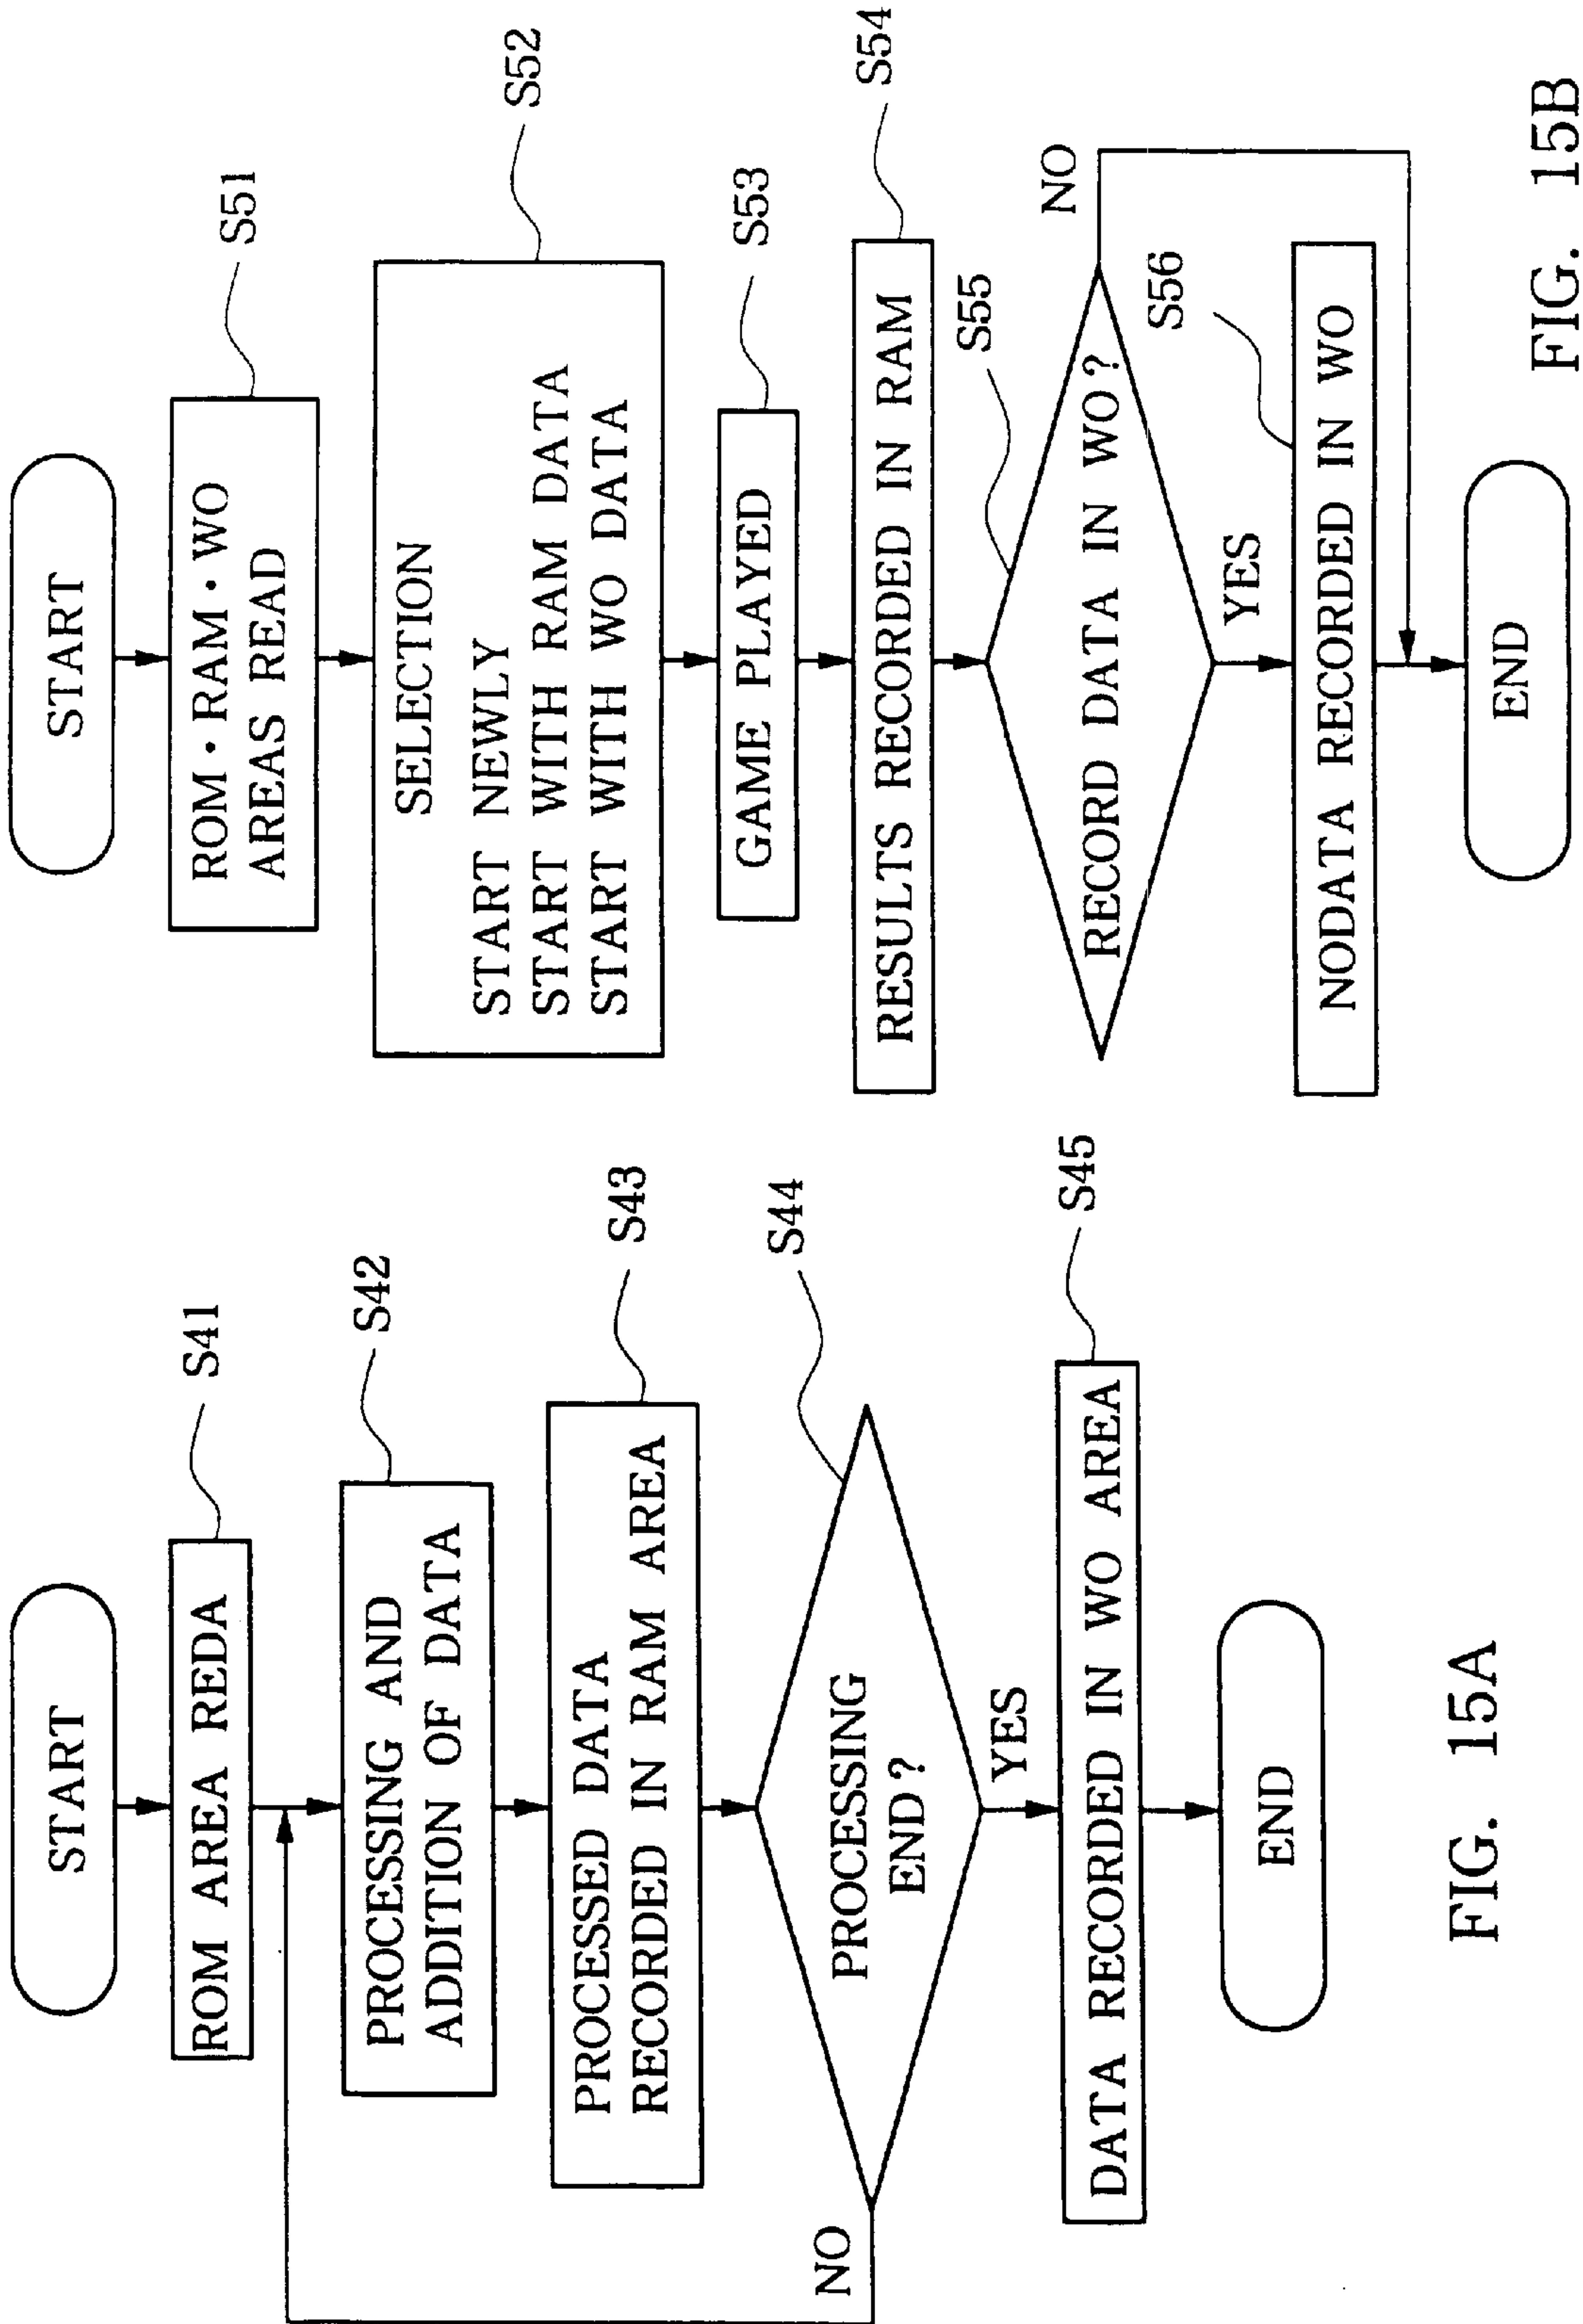 START
ROM AREA REDA
S41
PROCESSING AND
ADDITION OF DATA
S42
PROCESSED DATA
RECORDED IN RAM AREA
S43
PROCESSING
END?
S44
NO
YES
DATA RECORDED IN WO AREA
S45
END
FIG. 15A
START
ROM·RAM·WO
AREAS READ
S51
SELECTION
START NEWLY
START WITH RAM DATA
START WITH WO DATA
S52
GAME PLAYED
S53
RESULTS RECORDED IN RAM
S54
RECORD DATA IN WO?
S55
NO
YES
NODATA RECORDED IN WO
S56
END
FIG. 15B